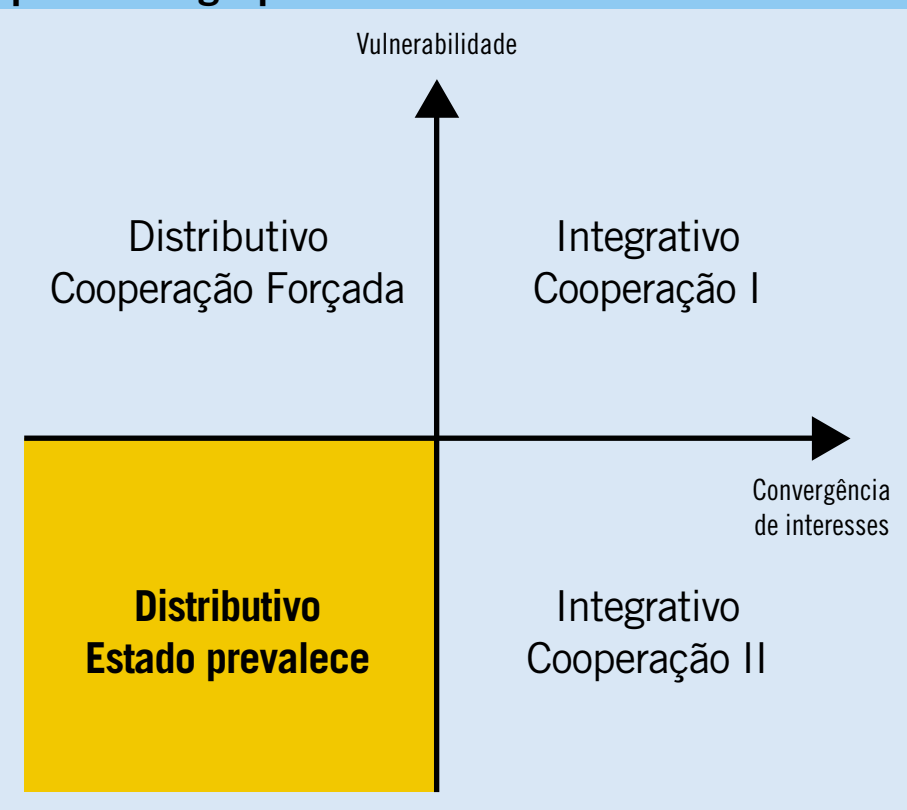 Vulnerabilidade
Distributivo
Cooperação Forçada
Integrativo
Cooperação I
Convergência
de interesses
Distributivo
Estado prevalece
Integrativo
Cooperação II